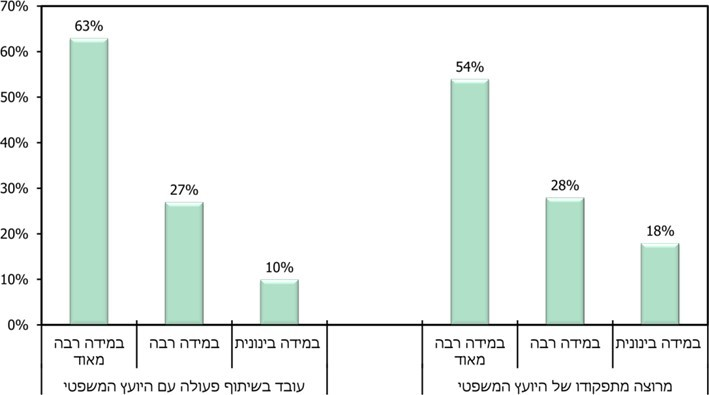 70%
60%
50%
40%
30%
20%
10%
0%
63%
27%
10%
54%
28%
18%
במידה רבה
מאוד
במידה רבה
במידה בינונית
במידה רבה
מאוד
במידה רבה
במידה בינונית
עובד בשיתוף פעולה עם היועץ המשפטי
מרוצה מתפקודו של היועץ המשפטי